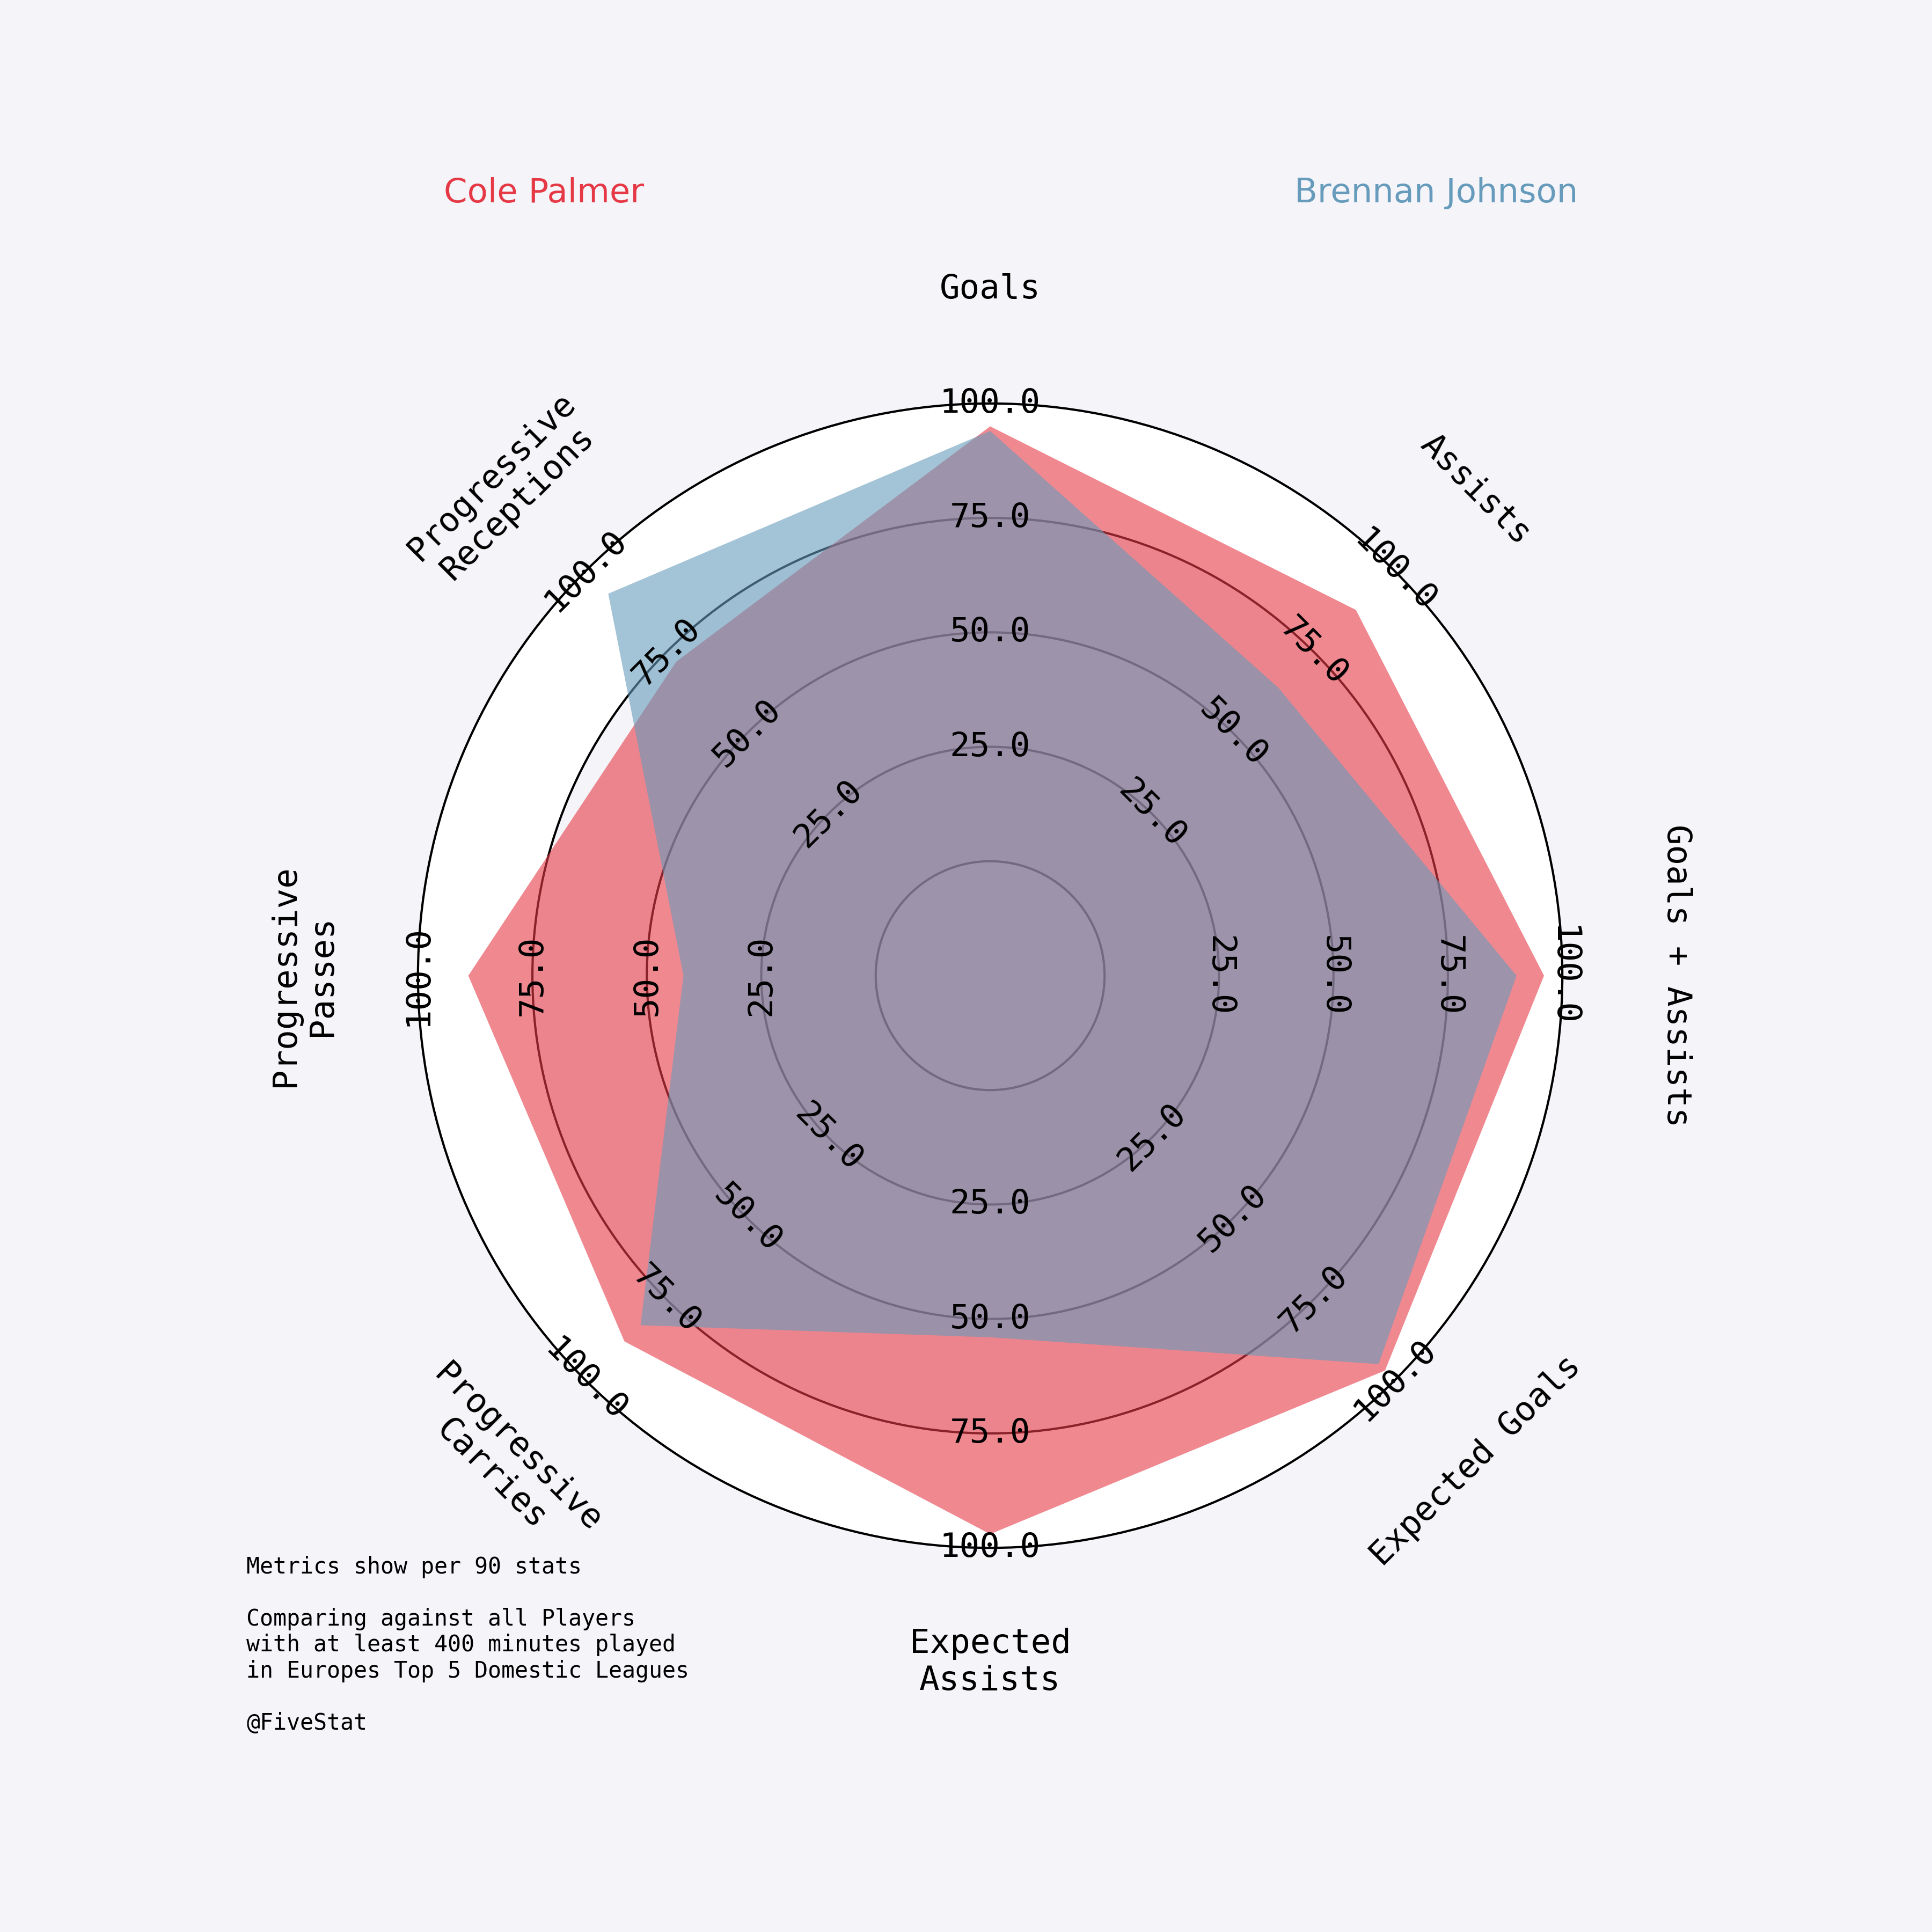 Cole Palmer
Brennan Johnson
Goals
Assists
Goals + Assists
Expected Goals
Expected
Assists
Progressive
Carries
Progressive
Passes
Progressive
Receptions
25.0
50.0
75.0
100.0
25.0
50.0
75.0
100.0
25.0
50.0
75.0
100.0
25.0
50.0
75.0
100.0
25.0
50.0
75.0
100.0
25.0
50.0
75.0
100.0
25.0
50.0
75.0
100.0
25.0
50.0
75.0
100.0
Metrics show per 90 stats
Comparing against all Players
with at least 400 minutes played
in Europes Top 5 Domestic Leagues
@FiveStat